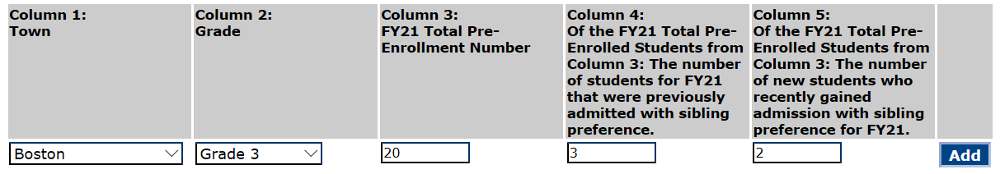 Column 1:
Town
Column 2:
Grade
Column 3:
FY21 Total Pre-
Enrollment Number
Column 4:
Of the FY21 Total Pre-
Enrolled Students from
Column 3: The number
of students for FY21
that were previously
admitted with sibling
preference.
Column 5:
Of the FY21 Total Pre-
Enrolled Students from
Column 3: The number
of new students who
recently gained
admission with sibling
preference for FY21.
Boston
Grade 3
20
3
2
Add